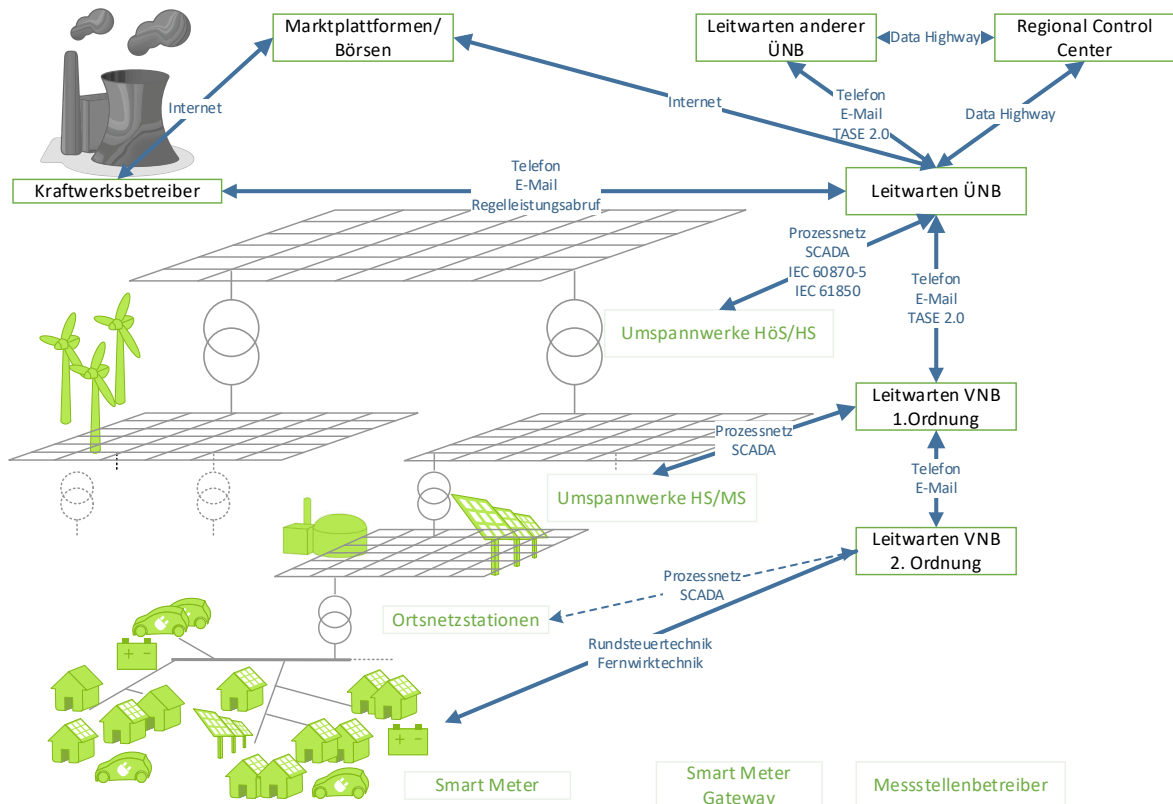 Marktplattformen/
Börsen
Leitwarten anderer
ÜNB
Data Highway
Regional Control
Center
Internet
Internet
Telefon
E-Mail
TASE 2.0
Data Highway
Kraftwerksbetreiber
Telefon
E-Mail
Regelleistungsabruf
Leitwarten ÜNB
Prozessnetz
SCADA
IEC 60870-5
IEC 61850
Telefon
E-Mail
TASE 2.0
Umspannwerke HöS/HS
Leitwarten VNB
1.Ordnung
Prozessnetz
SCADA
Telefon
E-Mail
Umspannwerke HS/MS
Leitwarten VNB
2. Ordnung
Prozessnetz
SCADA
Ortsnetzstationen
Rundsteuertechnik
Fernwirktechnik
Smart Meter
Smart Meter
Gateway
Messstellenbetreiber